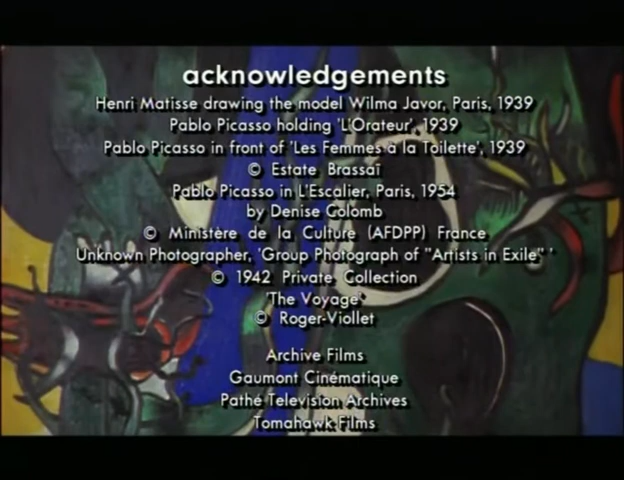 acknowledgements
Henri Matisse drawing the model Wilma Javor, Paris, 1939
Pablo Picasso holding 'L'Orateur', 1939
Pablo Picasso in front of 'Les Femmes à la Toilette', 1939
© Estate Brassaï
Pablo Picasso in L'Escalier, Paris, 1954
by Denise Colomb
© Ministère de la Culture (AFDPP) France
Unknown Photographer, 'Group Photograph of "Artists in Exile" '
© 1942 Private Collection
'The Voyage'
© Roger-Viollet
Archive Films
Gaumont Cinématique
Pathé Television Archives
Tomahawk Films